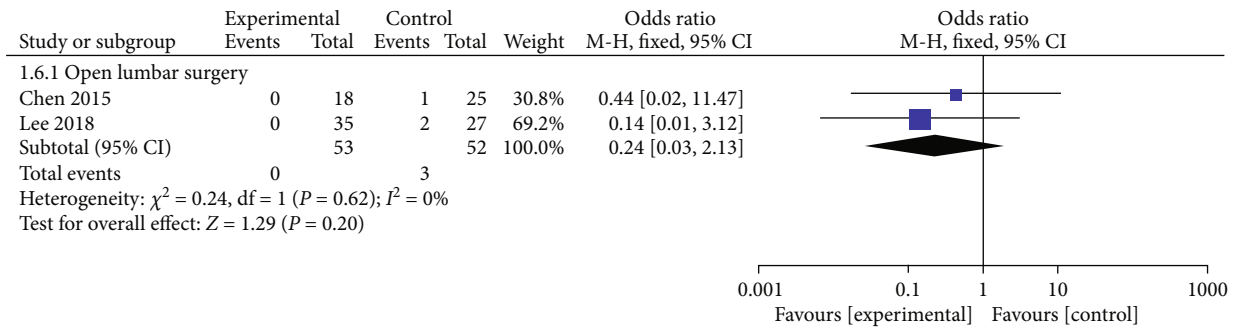 Experimental Control Odds ratio Odds ratio
Study or subgroup Events Total Events Total Weight M-H, fixed, 95% CI M-H, fixed, 95% CI
1.6.1 Open lumbar surgery
Chen 2015 0 18 1 25 30.8% 0.44 [0.02, 11.47]
Lee 2018 0 35 2 27 69.2% 0.14 [0.01, 3.12]
Subtotal (95% CI) 53 52 100.0% 0.24 [0.03, 2.13]
Total events 0 3
Heterogeneity: χ² = 0.24, df = 1 (P = 0.62); I² = 0%
Test for overall effect: Z = 1.29 (P = 0.20)
0.001 0.1 1 10 1000
Favours [experimental] Favours [control]